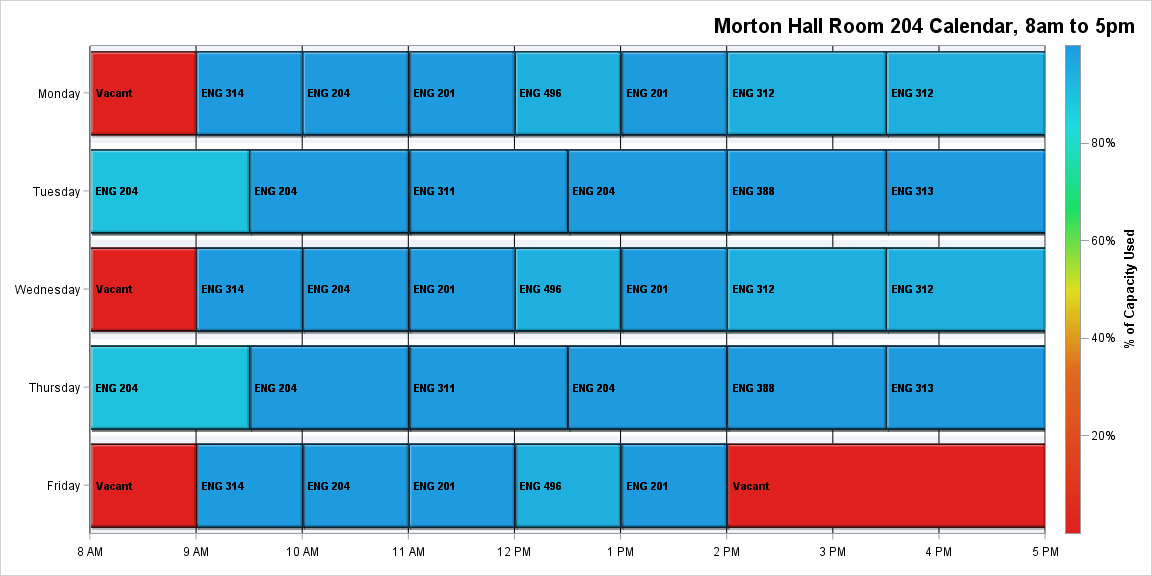 Morton Hall Room 204 Calendar, 8am to 5pm
Monday
Vacant
ENG 314
ENG 204
ENG 201
ENG 496
ENG 201
ENG 312
ENG 312
Tuesday
ENG 204
ENG 204
ENG 311
ENG 204
ENG 388
ENG 313
Wednesday
Vacant
ENG 314
ENG 204
ENG 201
ENG 496
ENG 201
ENG 312
ENG 312
Thursday
ENG 204
ENG 204
ENG 311
ENG 204
ENG 388
ENG 313
Friday
Vacant
ENG 314
ENG 204
ENG 201
ENG 496
ENG 201
Vacant
8 AM
9 AM
10 AM
11 AM
12 PM
1 PM
2 PM
3 PM
4 PM
5 PM
80%
60%
40%
20%
% of Capacity Used